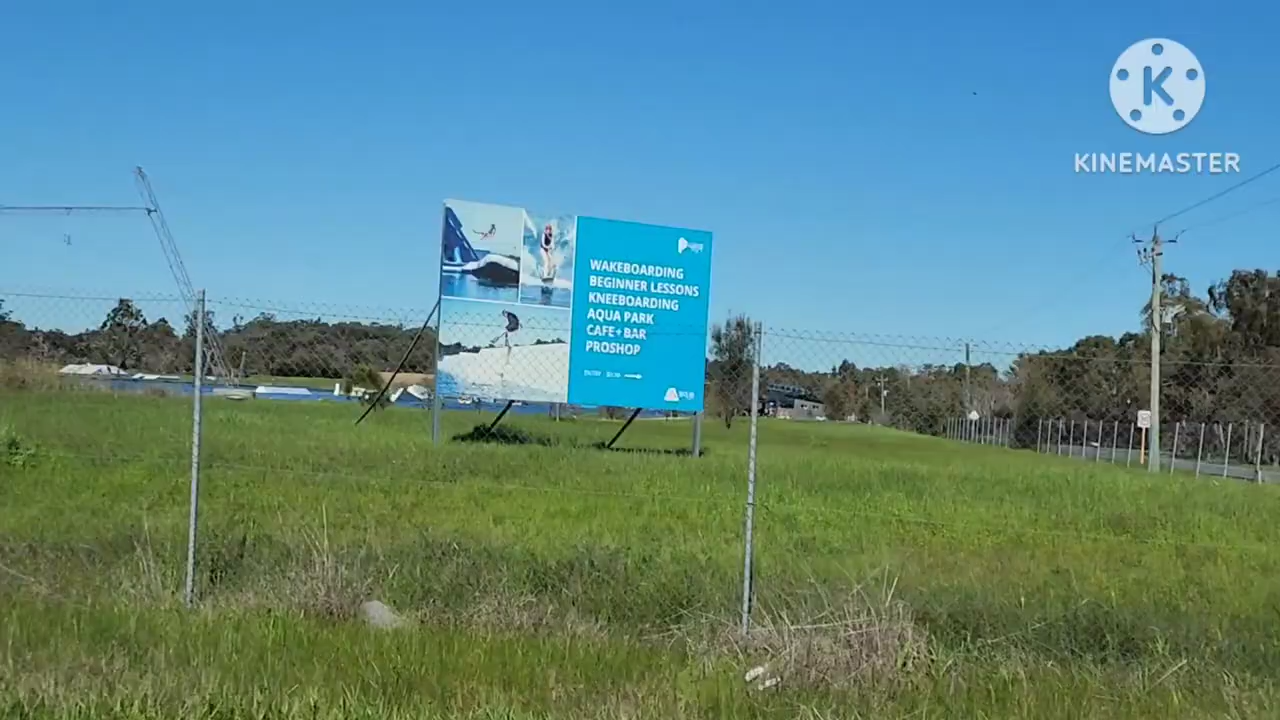 K
KINEMASTER
WAKEBOARDING
BEGINNER LESSONS
KNEEBOARDING
AQUA PARK
CAFE+BAR
PROSHOP